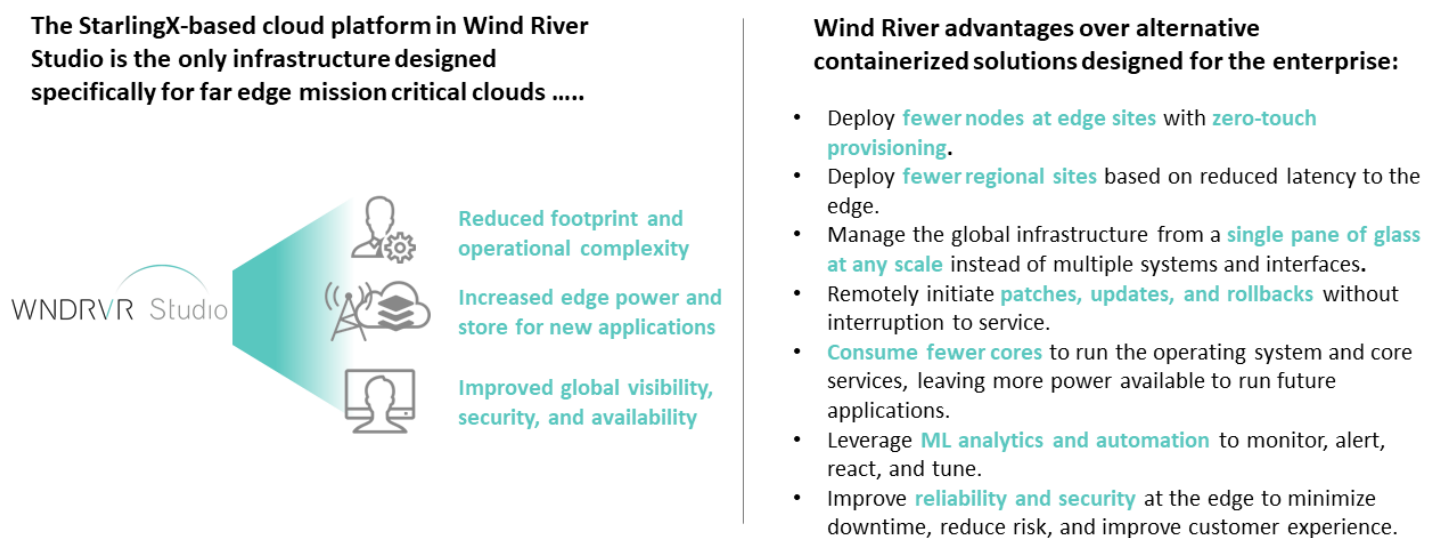 The StarlingX-based cloud platform in Wind River
Studio is the only infrastructure designed
specifically for far edge mission critical clouds .....
WNDRVR Studio
Reduced footprint and
operational complexity
Increased edge power and
store for new applications
Improved global visibility,
security, and availability
Wind River advantages over alternative
containerized solutions designed for the enterprise:
• Deploy fewer nodes at edge sites with zero-touch
provisioning.
• Deploy fewer regional sites based on reduced latency to the
edge.
• Manage the global infrastructure from a single pane of glass
at any scale instead of multiple systems and interfaces.
• Remotely initiate patches, updates, and rollbacks without
interruption to service.
• Consume fewer cores to run the operating system and core
services, leaving more power available to run future
applications.
• Leverage ML analytics and automation to monitor, alert,
react, and tune.
• Improve reliability and security at the edge to minimize
downtime, reduce risk, and improve customer experience.